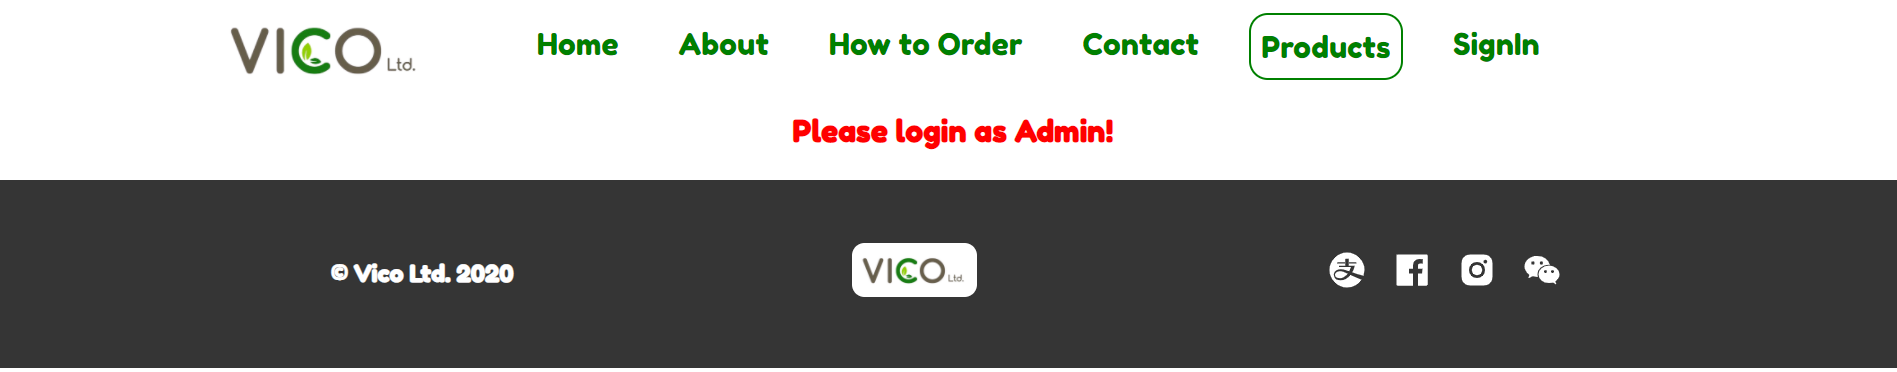 VICO Ltd.
Home About How to Order Contact Products SignIn
Please login as Admin!
© Vico Ltd. 2020
VICO Ltd.
支